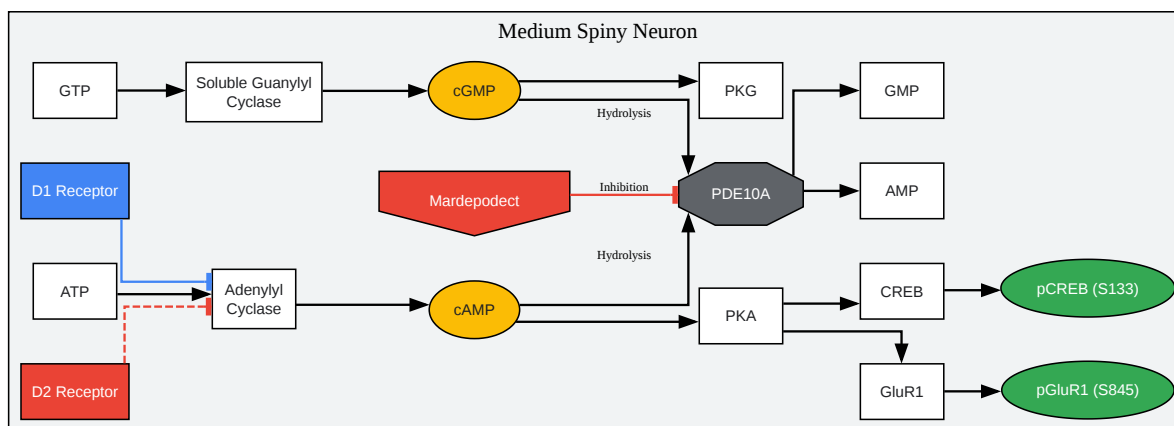 Medium Spiny Neuron
GTP
Soluble Guanylyl
Cyclase
cGMP
PKG
GMP
Hydrolysis
D1 Receptor
Mardepodect
Inhibition
PDE10A
AMP
Hydrolysis
ATP
Adenylyl
Cyclase
cAMP
PKA
CREB
pCREB (S133)
D2 Receptor
GluR1
pGluR1 (S845)